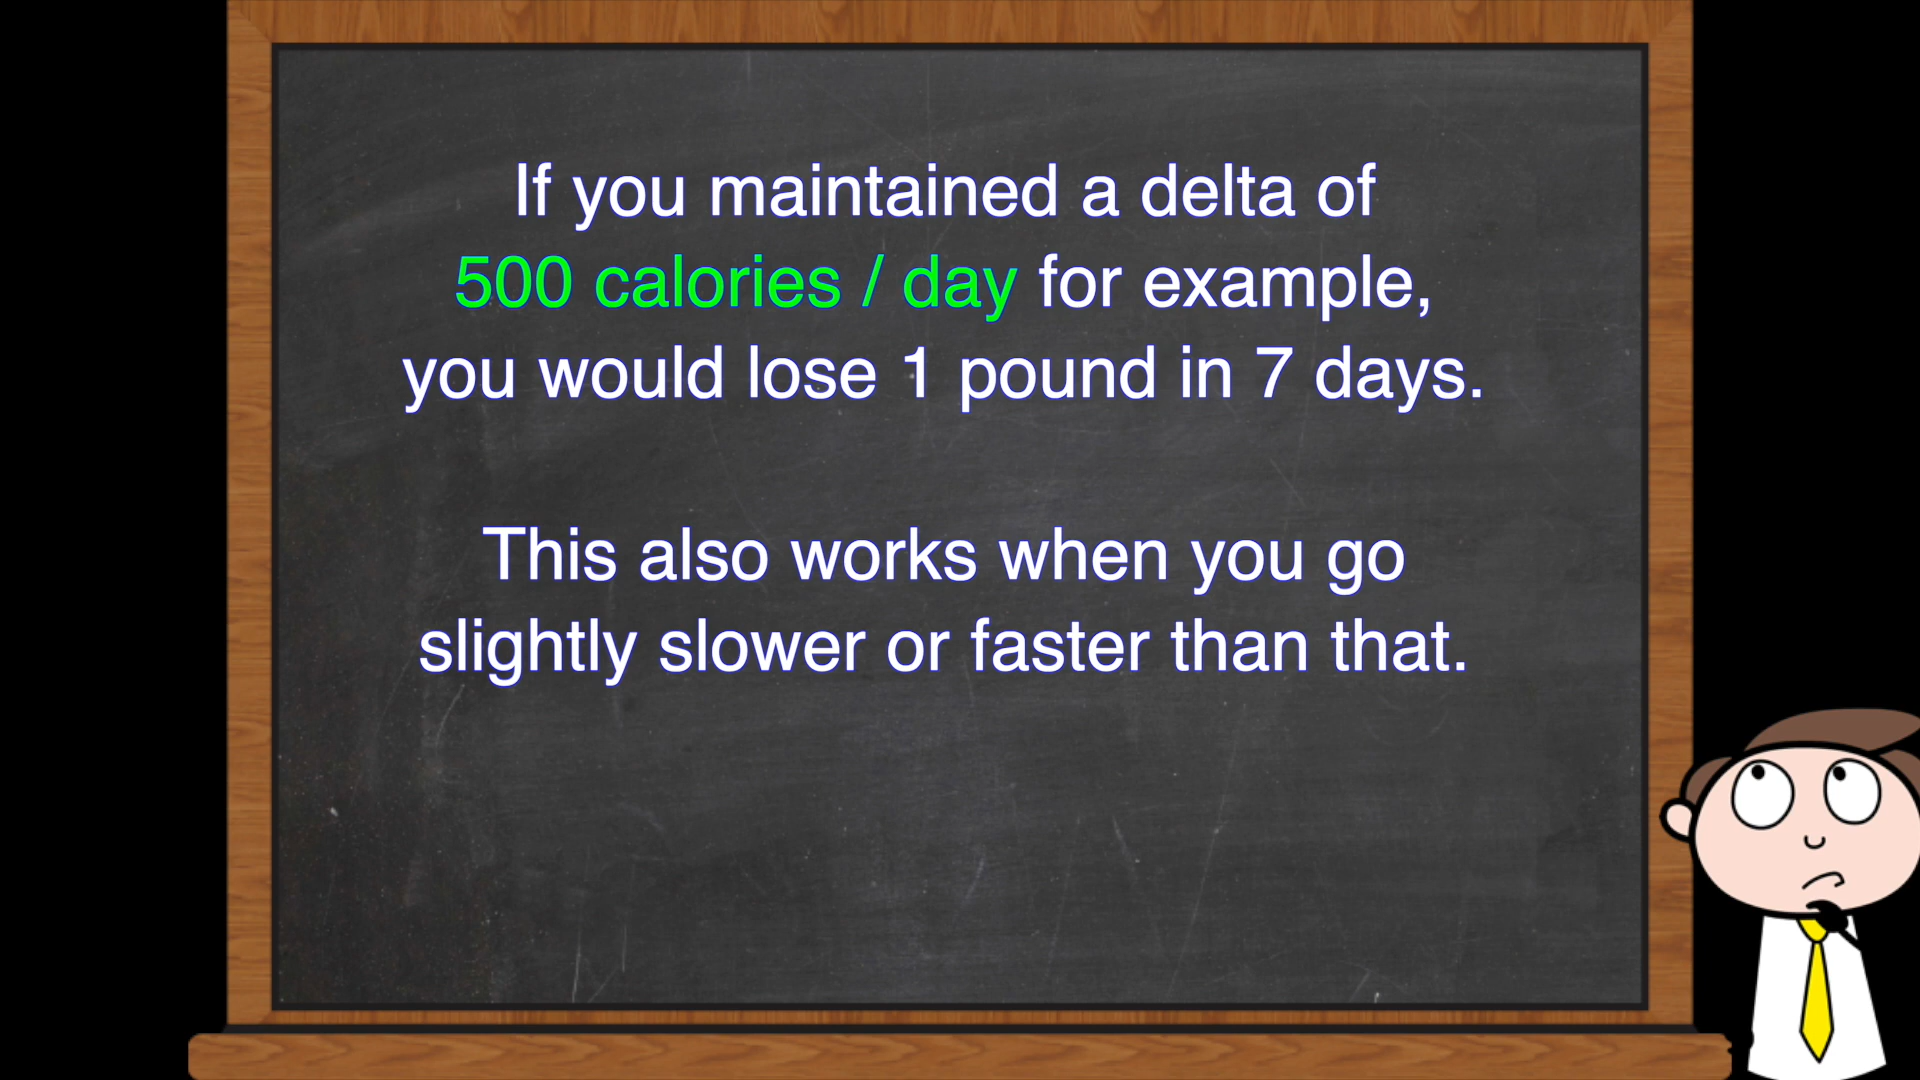 If you maintained a delta of
500 calories / day for example,
you would lose 1 pound in 7 days.
This also works when you go
slightly slower or faster than that.